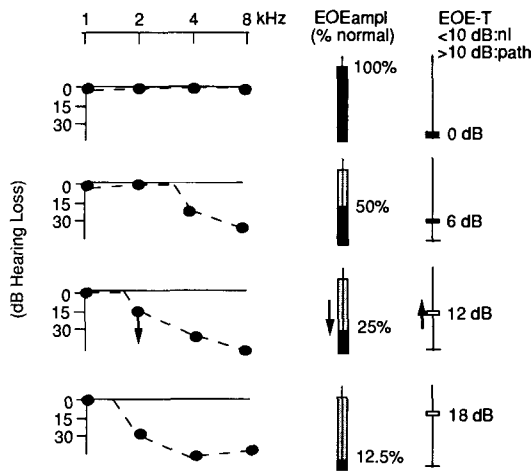 1 2 4 8 kHz
EOEampl
(% normal)
EOE-T
<10 dB:nl
>10 dB:path
(dB Hearing Loss)
0
15
30
100%
0 dB
0
15
30
50%
6 dB
0
15
30
25%
12 dB
0
15
30
12.5%
18 dB